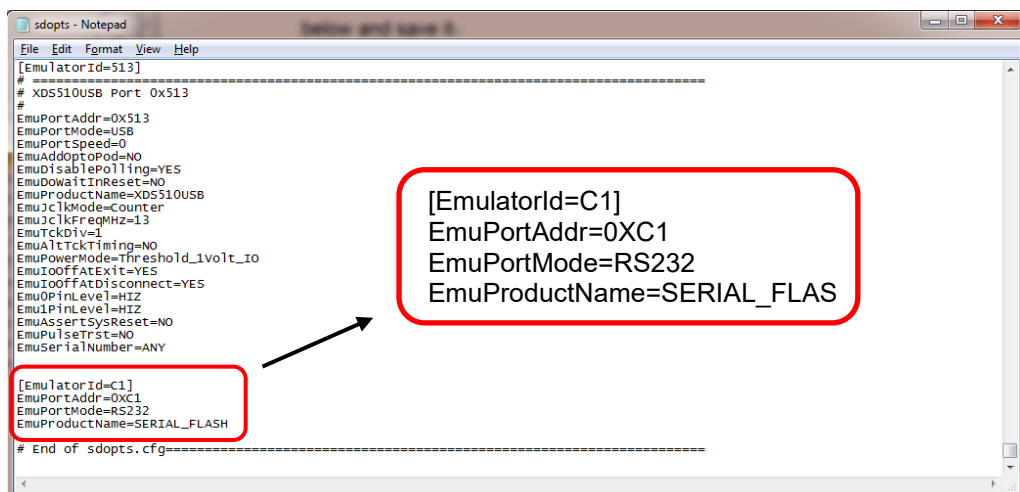 below and save it.
sdopts - Notepad
File Edit Format View Help
[EmulatorId=513]
# =====================================================================
# XDS510USB Port 0x513
#
EmuPortAddr=0X513
EmuPortMode=USB
EmuPortSpeed=0
EmuAddOptoPod=NO
EmuDisablePolling=YES
EmuDoWaitInReset=NO
EmuProductName=XDS510USB
EmuJclkMode=Counter
EmuJclkFreqMHz=13
EmuTckDiv=1
EmuAltTckTiming=NO
EmuPowerMode=Threshold_1Volt_IO
EmuIoOffAtExit=YES
EmuIoOffAtDisconnect=YES
Emu0PinLevel=HIZ
Emu1PinLevel=HIZ
EmuAssertSysReset=NO
EmuPulseTrst=NO
EmuSerialNumber=ANY
[EmulatorId=C1]
EmuPortAddr=0XC1
EmuPortMode=RS232
EmuProductName=SERIAL_FLASH
# End of sdopts.cfg=====================================================================
[EmulatorId=C1]
EmuPortAddr=0XC1
EmuPortMode=RS232
EmuProductName=SERIAL_FLAS